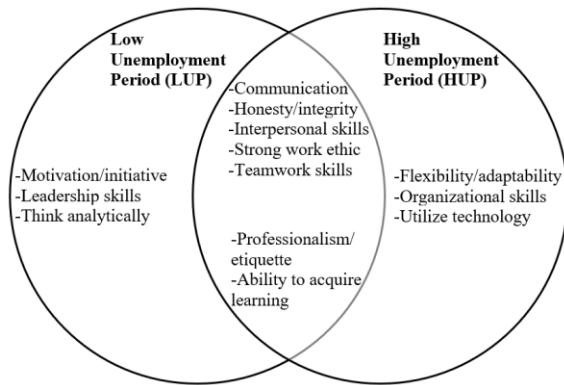 Low
Unemployment
Period (LUP)
High
Unemployment
Period (HUP)
-Communication
-Honesty/integrity
-Interpersonal skills
-Strong work ethic
-Teamwork skills
-Motivation/initiative
-Leadership skills
-Think analytically
-Flexibility/adaptability
-Organizational skills
-Utilize technology
-Professionalism/
etiquette
-Ability to acquire
learning